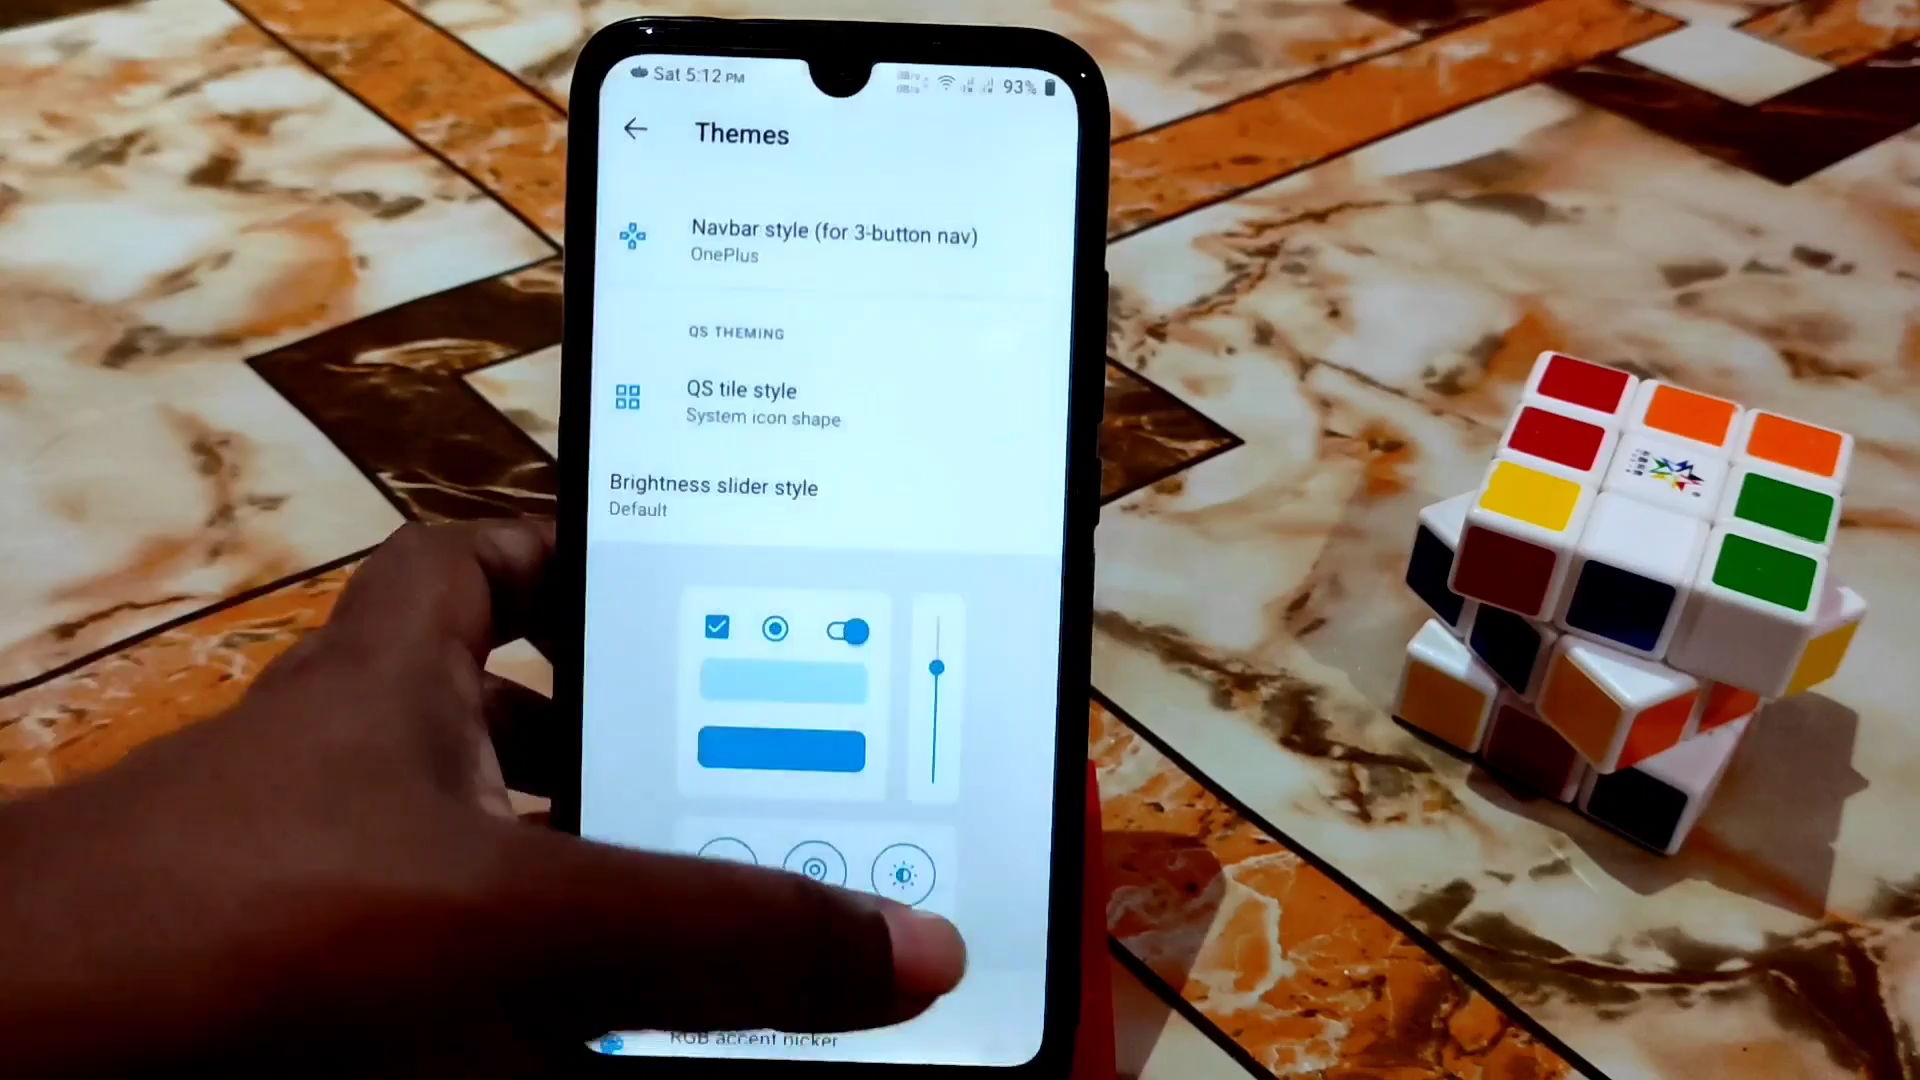 Sat 5:12 PM
93%
Themes
Navbar style (for 3-button nav)
OnePlus
QS THEMING
QS tile style
System icon shape
Brightness slider style
Default
RGB accent picker